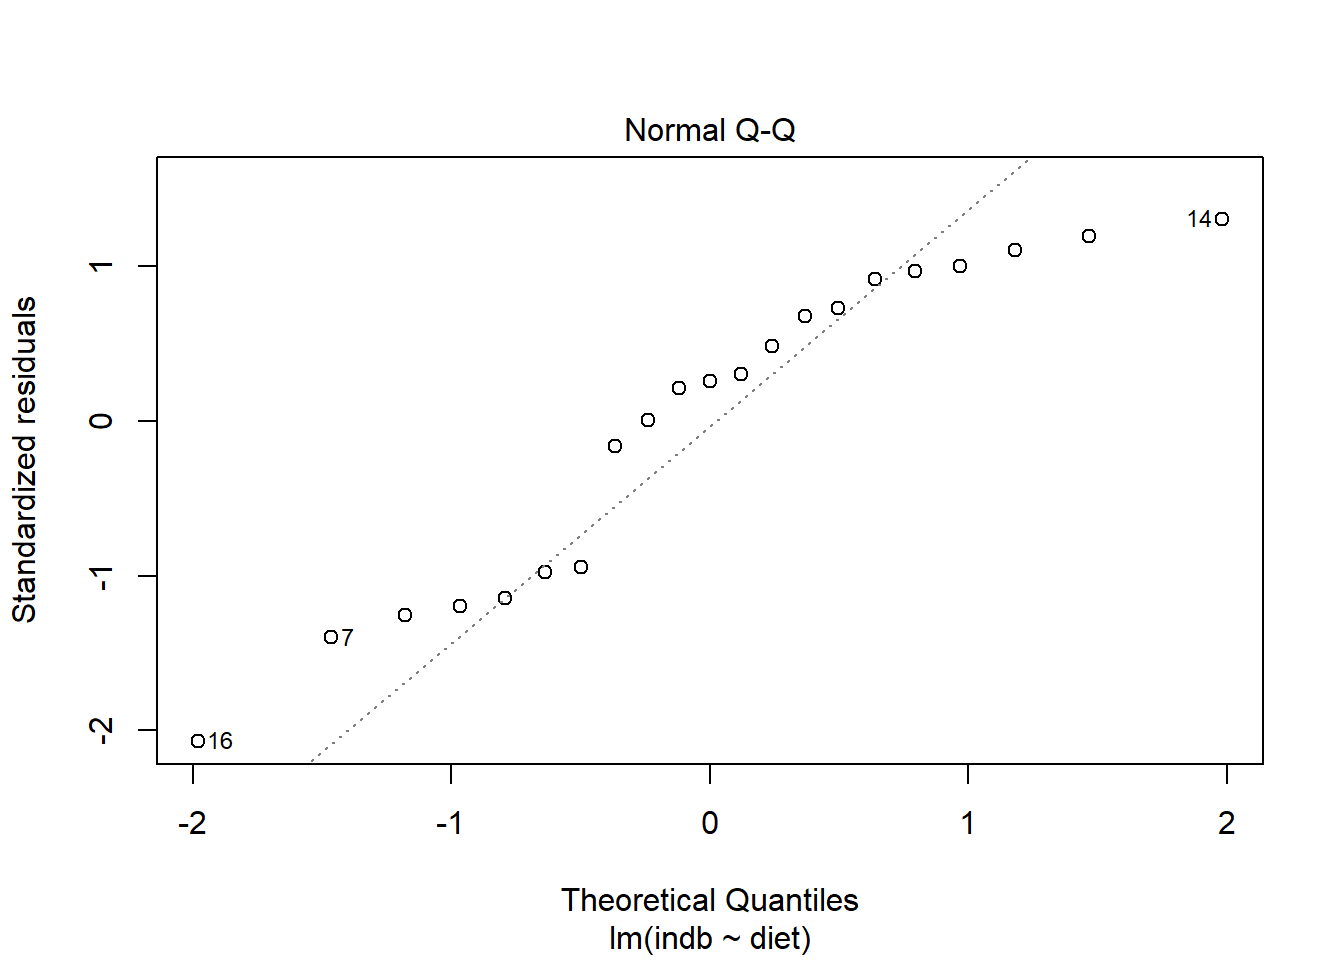 Normal Q-Q
Standardized residuals
1
0
-1
-2
14
7
16
-2 -1 0 1 2
Theoretical Quantiles
lm(indb ~ diet)